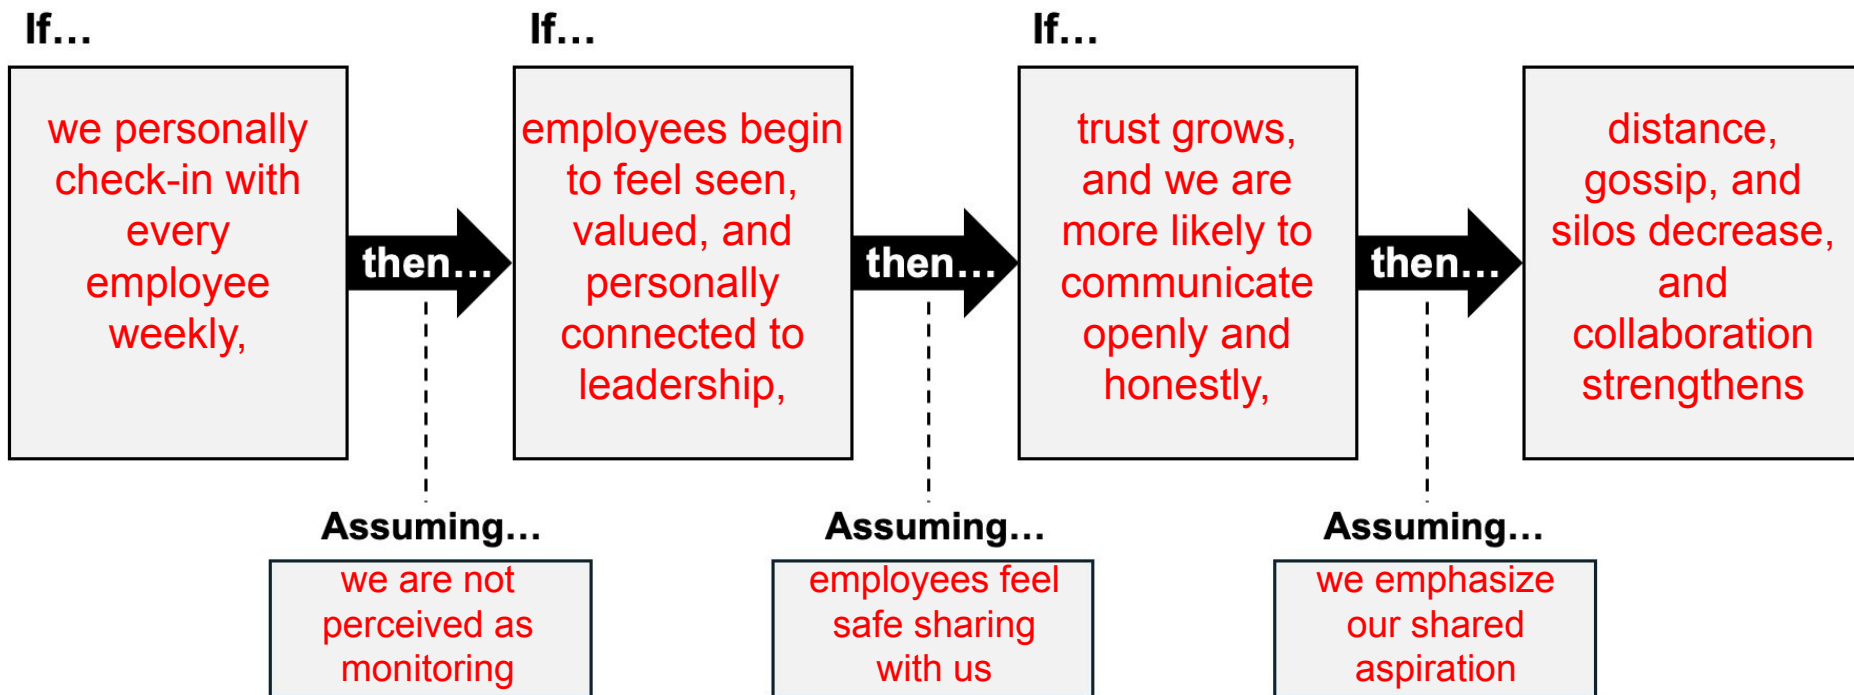 If…
we personally
check-in with
every
employee
weekly,
then…
If…
employees begin
to feel seen,
valued, and
personally
connected to
leadership,
then…
If…
trust grows,
and we are
more likely to
communicate
openly and
honestly,
then…
distance,
gossip, and
silos decrease,
and
collaboration
strengthens
Assuming…
we are not
perceived as
monitoring
Assuming…
employees feel
safe sharing
with us
Assuming…
we emphasize
our shared
aspiration